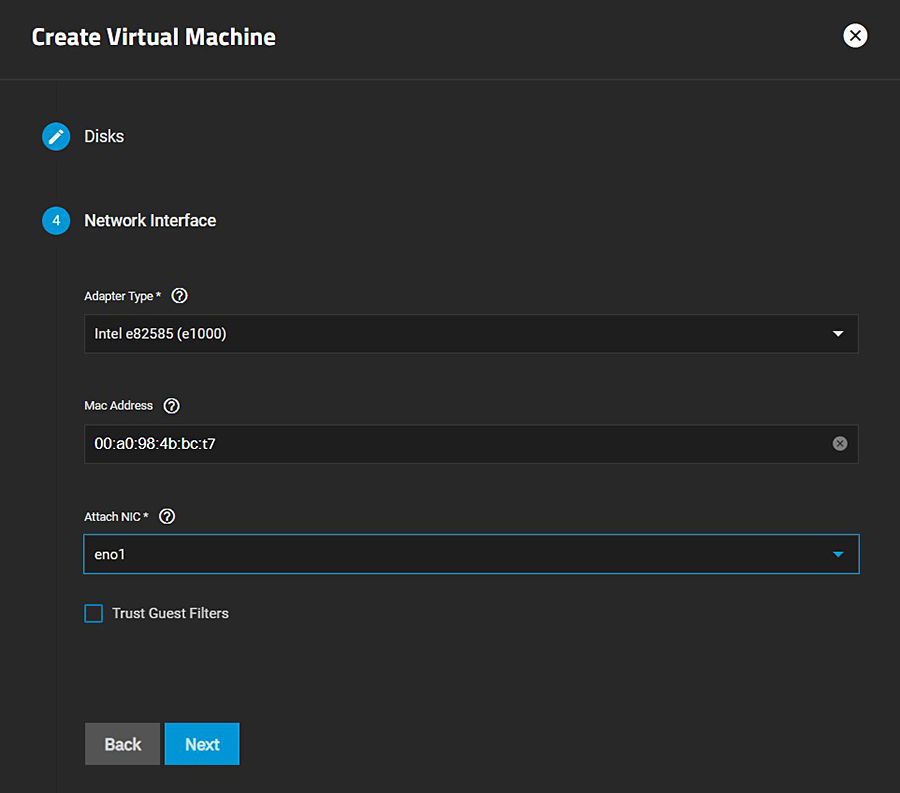 Create Virtual Machine
Disks
4 Network Interface
Adapter Type *
Intel e82585 (e1000)
Mac Address
00:a0:98:4b:bc:t7
Attach NIC *
eno1
Trust Guest Filters
Back Next